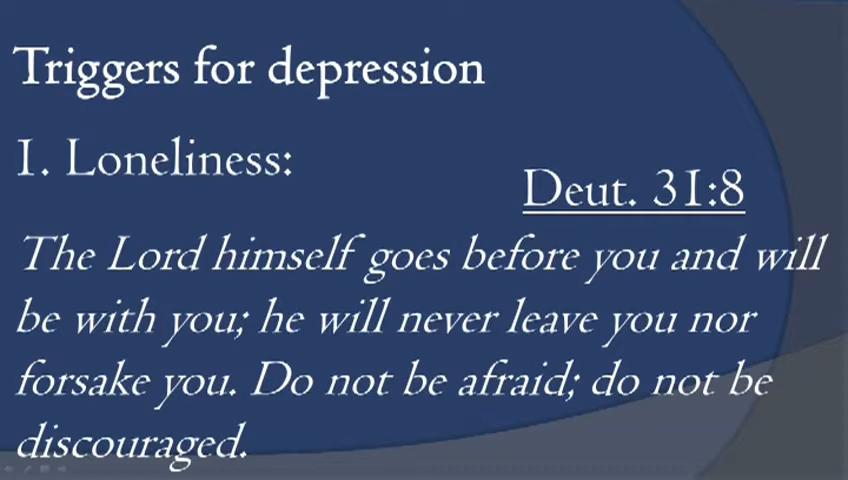 Triggers for depression
I. Loneliness:
Deut. 31:8
The Lord himself goes before you and will
be with you; he will never leave you nor
forsake you. Do not be afraid; do not be
discouraged.